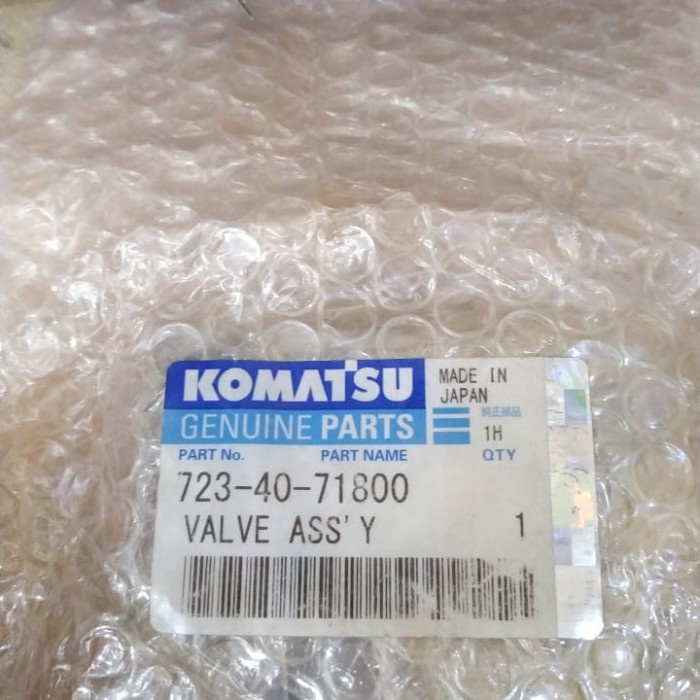 KOMATSU
MADE IN
JAPAN
GENUINE PARTS
純正部品
1H
PART No.
PART NAME
QTY
723-40-71800
VALVE ASS'Y
1